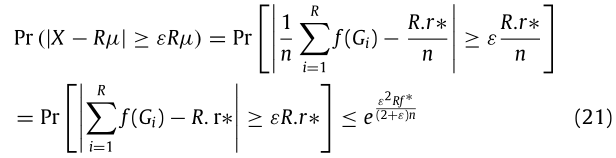 Pr (|X − Rμ| ≥ εRμ) = Pr [ | 1/n ∑_{i=1}^{R} f(G_i) − R.r∗/n | ≥ ε R.r∗/n ]
= Pr [ | ∑_{i=1}^{R} f(G_i) − R. r∗ | ≥ εR.r∗ ] ≤ e^{ε²Rf*/(2+ε)n} (21)